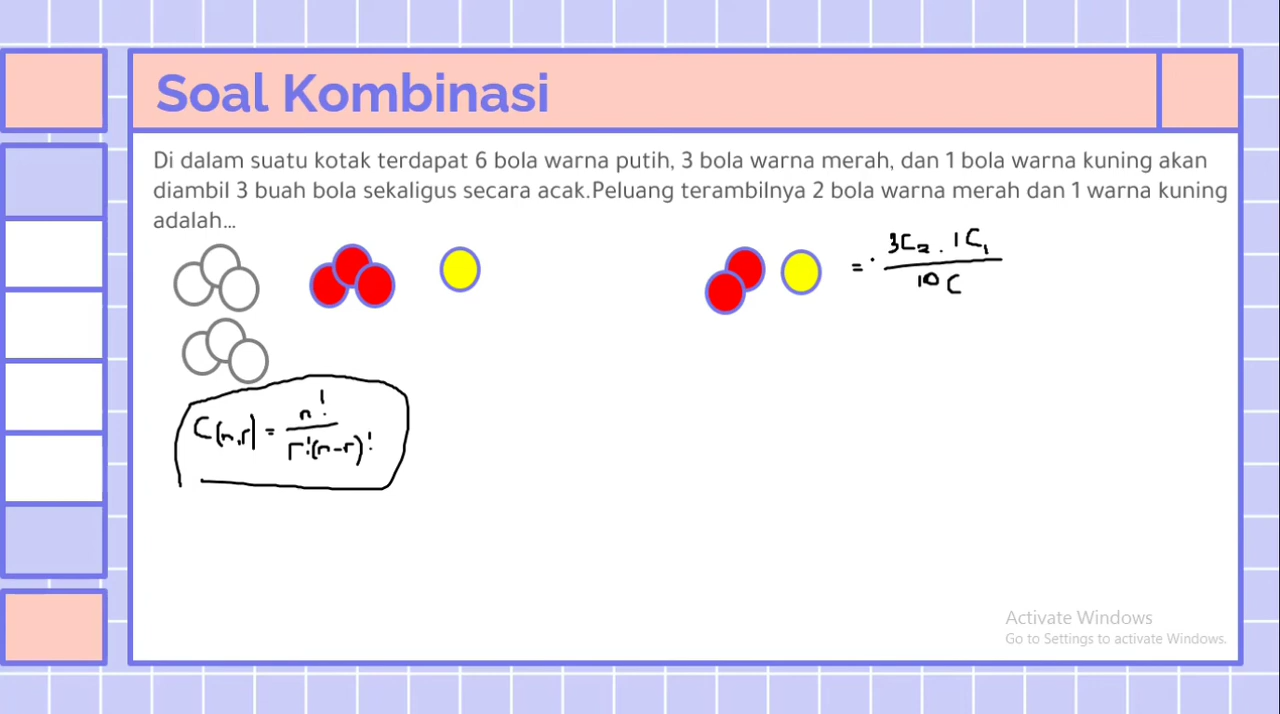 Soal Kombinasi
Di dalam suatu kotak terdapat 6 bola warna putih, 3 bola warna merah, dan 1 bola warna kuning akan
diambil 3 buah bola sekaligus secara acak.Peluang terambilnya 2 bola warna merah dan 1 warna kuning
adalah...
= 3C₂ . 1C₁
10C
C(n,r) = n!
r!(n-r)!
Activate Windows
Go to Settings to activate Windows.